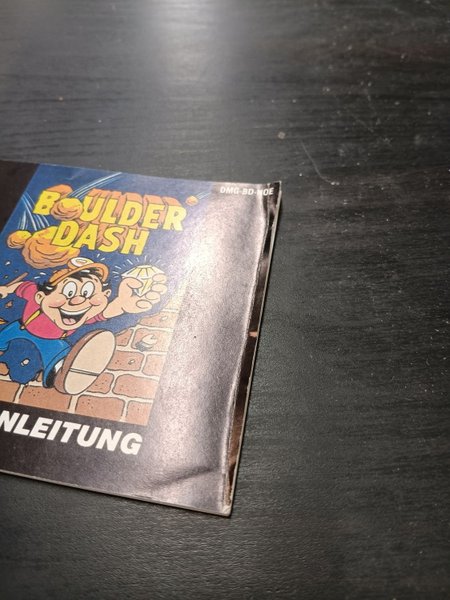 DMG-BD-NOE
BOULDER
DASH
NLEITUNG